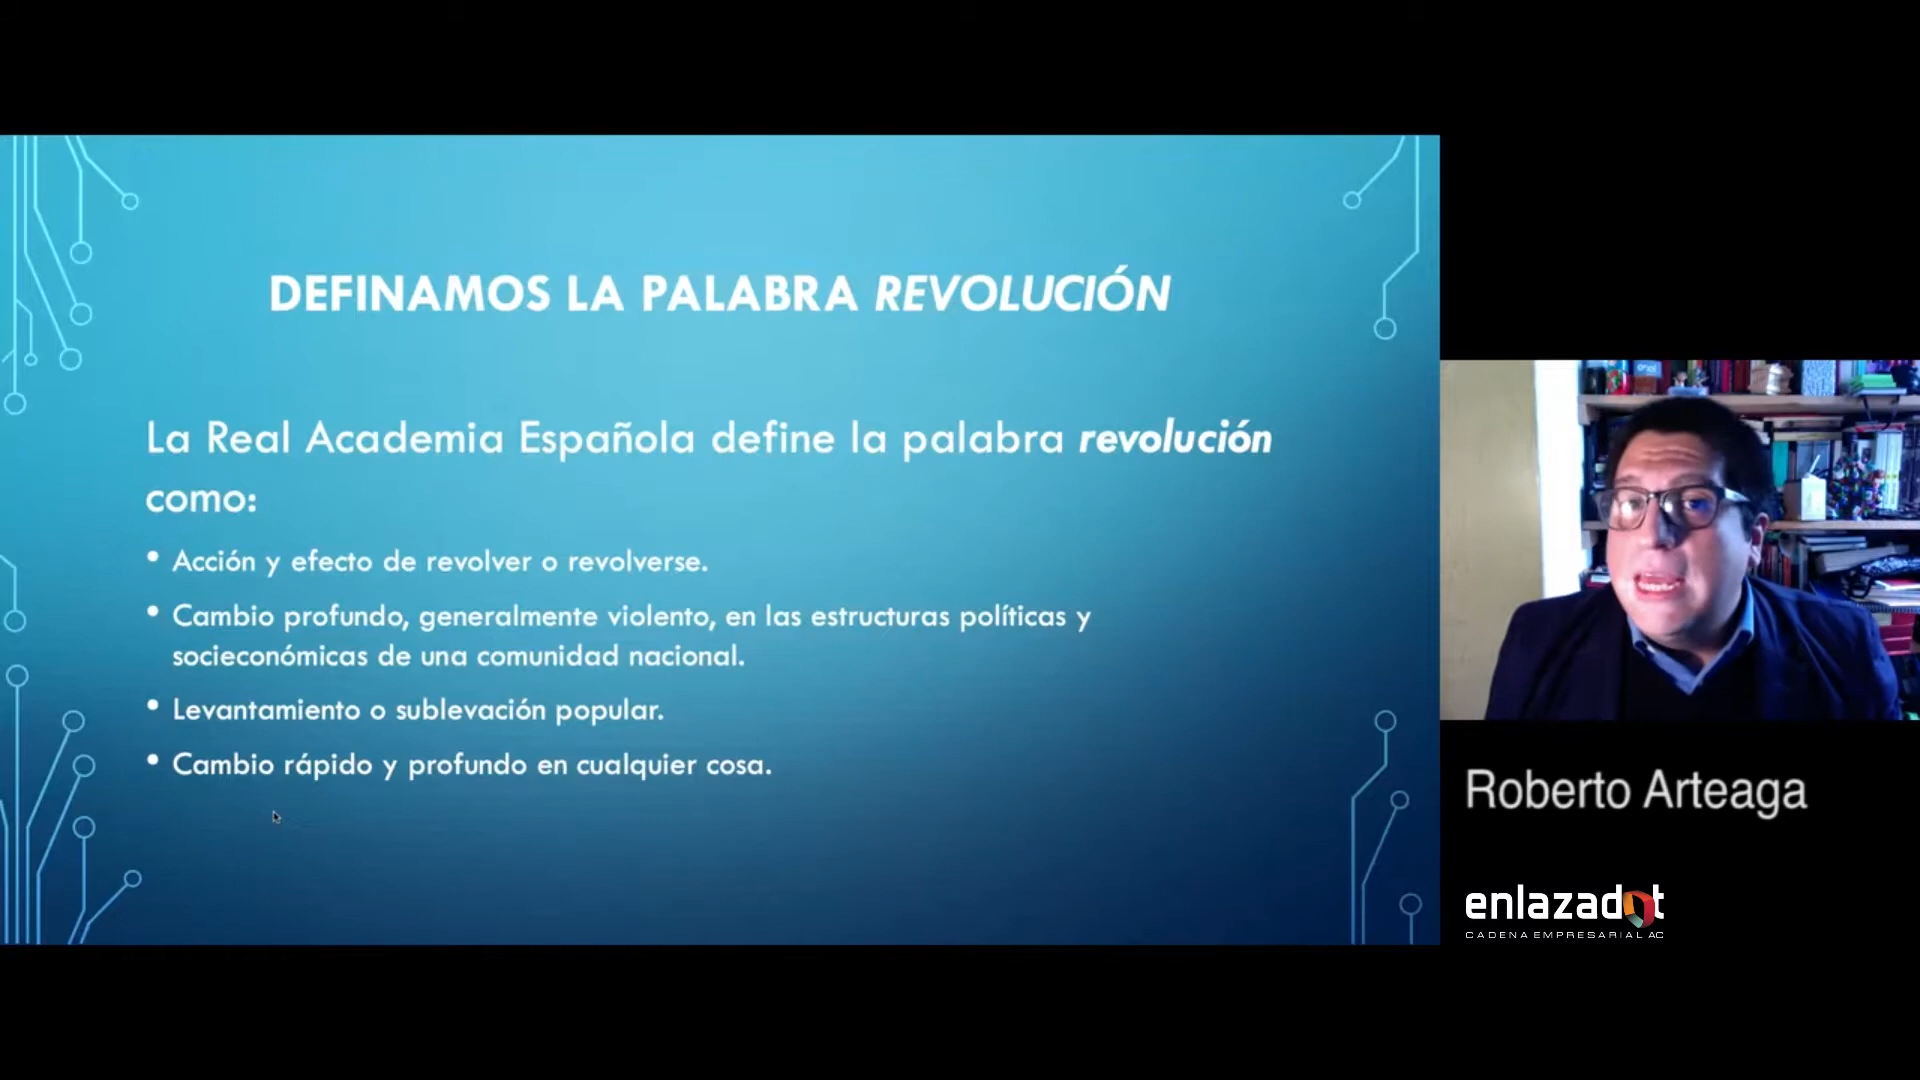 DEFINAMOS LA PALABRA REVOLUCIÓN
La Real Academia Española define la palabra revolución
como:
• Acción y efecto de revolver o revolverse.
• Cambio profundo, generalmente violento, en las estructuras políticas y
socieconómicas de una comunidad nacional.
• Levantamiento o sublevación popular.
• Cambio rápido y profundo en cualquier cosa.
Roberto Arteaga
enlazadot
CADENA EMPRESARIAL AC